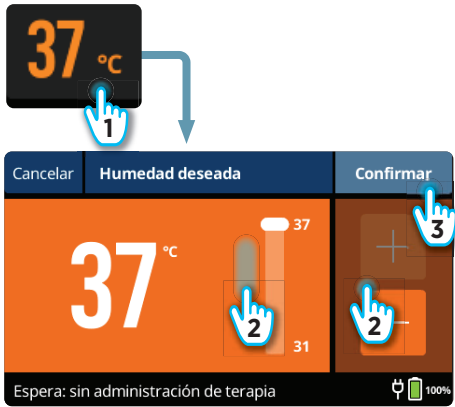 37 °C
1
Cancelar Humedad deseada Confirmar
3
37 °C
37
2
2
31
Espera: sin administración de terapia 100%